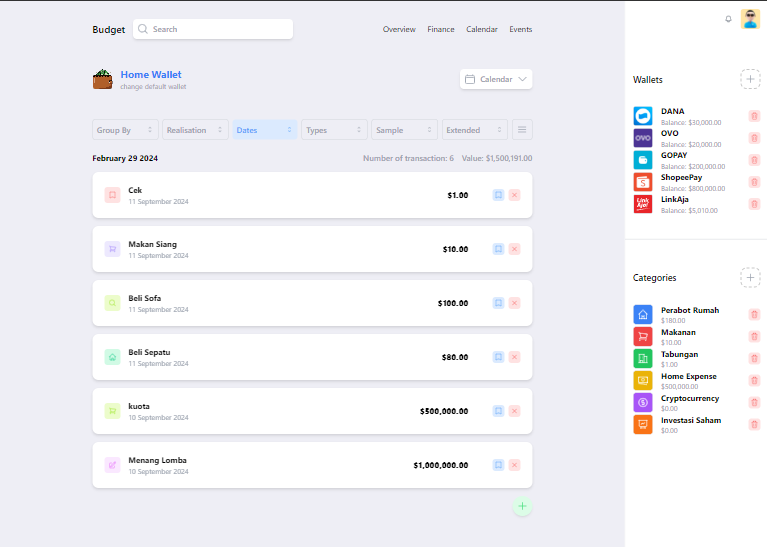 Budget
Search
Overview Finance Calendar Events
Home Wallet
change default wallet
Calendar
Group By Realisation Dates Types Sample Extended
February 29 2024
Number of transaction: 6 Value: $1,500,191.00
Cek
11 September 2024
$1.00
Makan Siang
11 September 2024
$10.00
Beli Sofa
11 September 2024
$100.00
Beli Sepatu
11 September 2024
$80.00
kuota
10 September 2024
$500,000.00
Menang Lomba
10 September 2024
$1,000,000.00
Wallets
DANA
Balance: $30,000.00
OVO
OVO
Balance: $20,000.00
GOPAY
Balance: $200,000.00
ShopeePay
Balance: $800,000.00
Link
Aja!
LinkAja
Balance: $5,010.00
Categories
Perabot Rumah
$180.00
Makanan
$10.00
Tabungan
$1.00
Home Expense
$500,000.00
Cryptocurrency
$0.00
Investasi Saham
$0.00